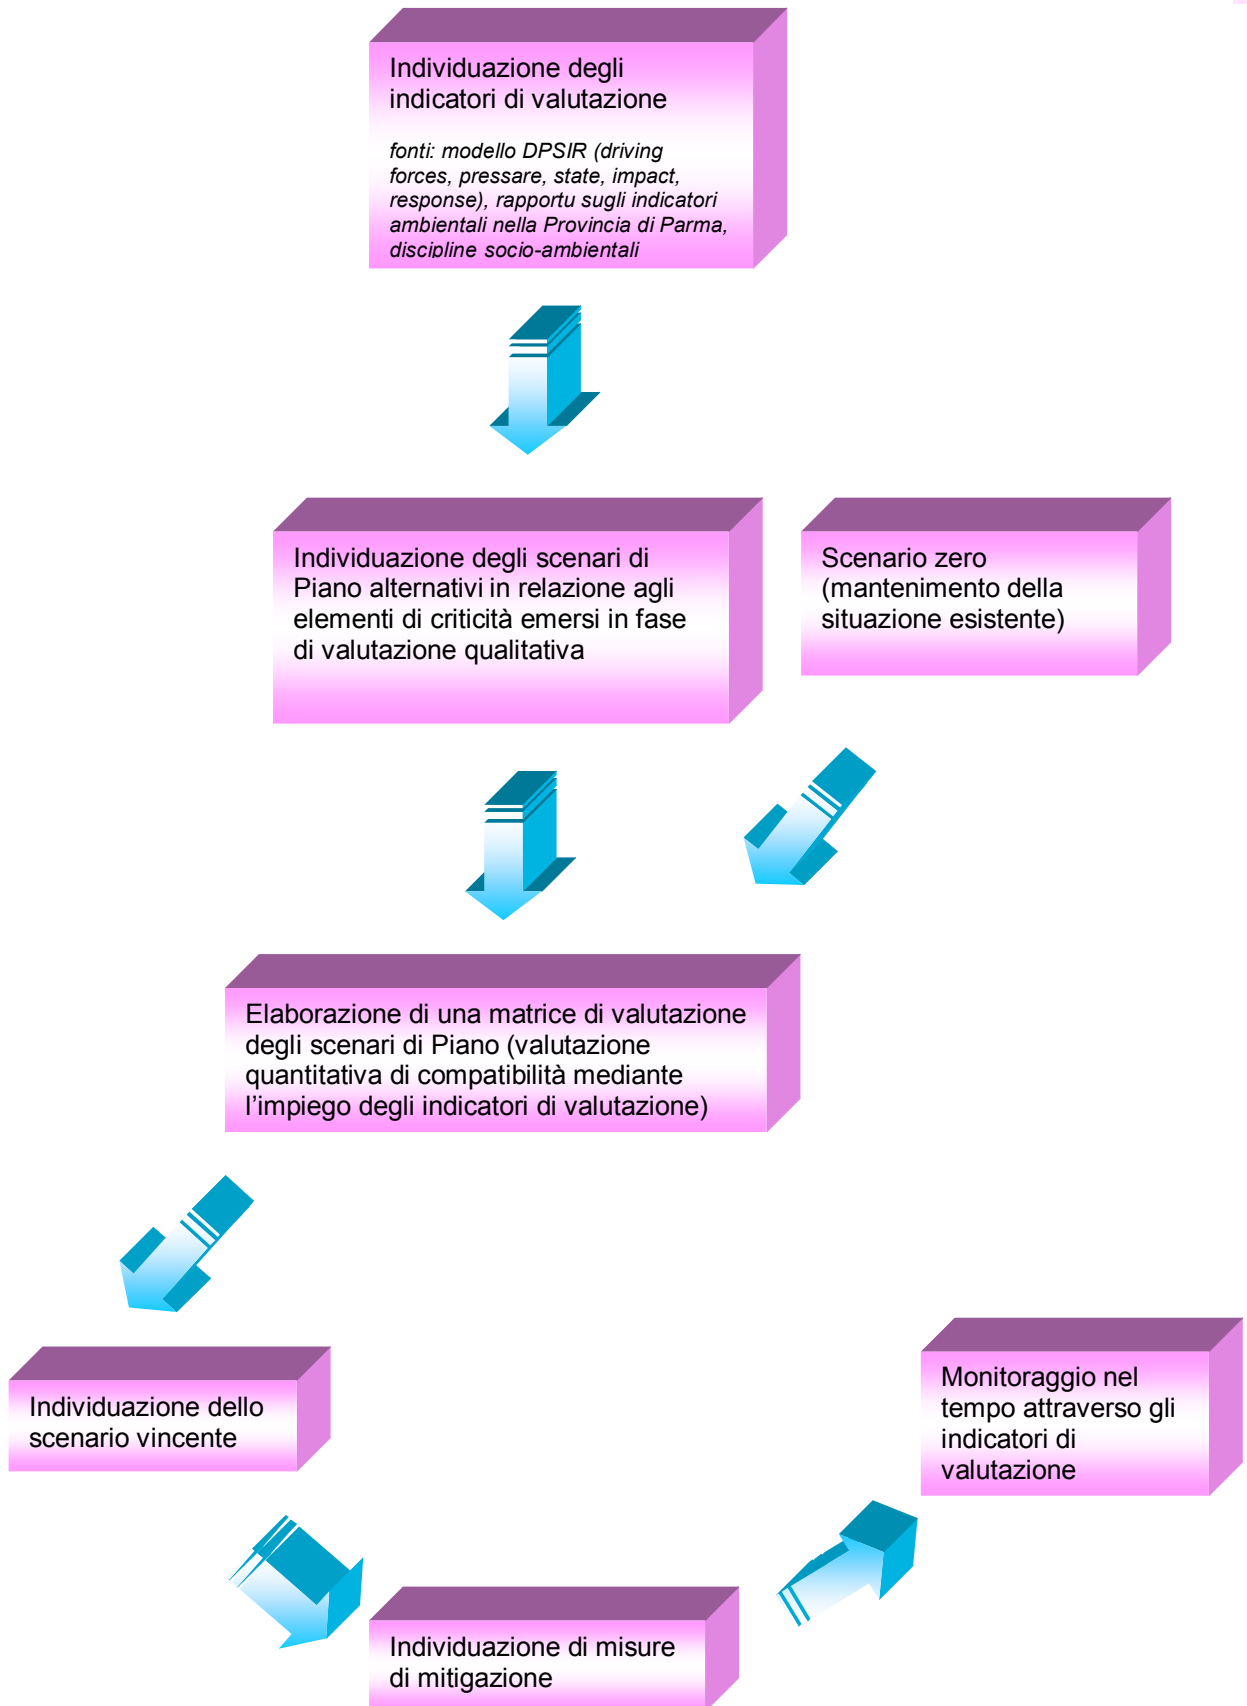 Individuazione degli
indicatori di valutazione
fonti: modello DPSIR (driving
forces, pressare, state, impact,
response), rapportu sugli indicatori
ambientali nella Provincia di Parma,
discipline socio-ambientali
Individuazione degli scenari di
Piano alternativi in relazione agli
elementi di criticità emersi in fase
di valutazione qualitativa
Scenario zero
(mantenimento della
situazione esistente)
Elaborazione di una matrice di valutazione
degli scenari di Piano (valutazione
quantitativa di compatibilità mediante
l’impiego degli indicatori di valutazione)
Individuazione dello
scenario vincente
Monitoraggio nel
tempo attraverso gli
indicatori di
valutazione
Individuazione di misure
di mitigazione